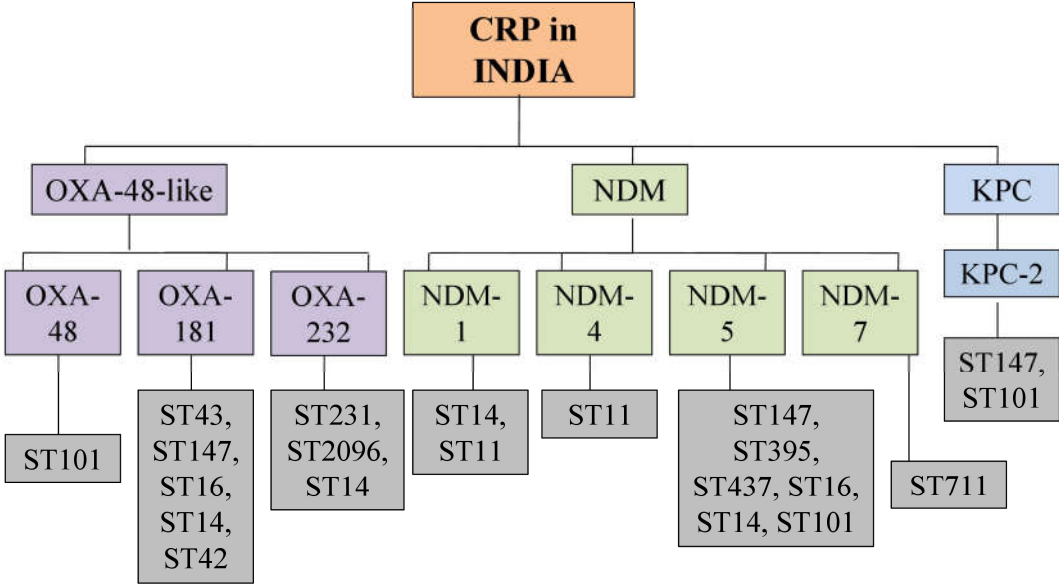 CRP in
INDIA
OXA-48-like
NDM
KPC
OXA-
48
OXA-
181
OXA-
232
NDM-
1
NDM-
4
NDM-
5
NDM-
7
KPC-2
ST101
ST43,
ST147,
ST16,
ST14,
ST42
ST231,
ST2096,
ST14
ST14,
ST11
ST11
ST147,
ST395,
ST437, ST16,
ST14, ST101
ST711
ST147,
ST101